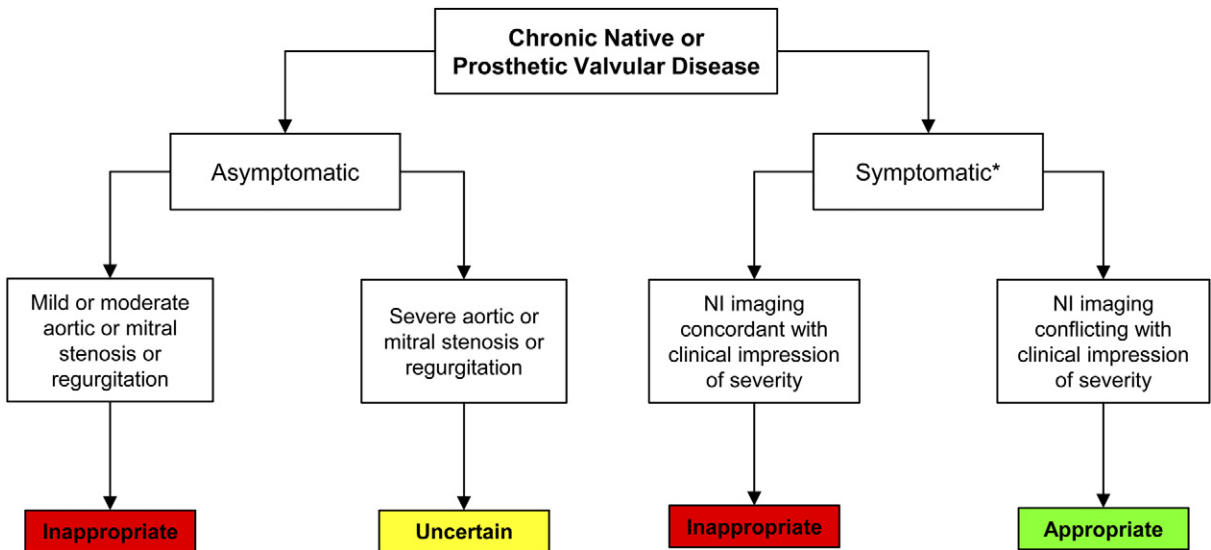 Chronic Native or
Prosthetic Valvular Disease
Asymptomatic
Symptomatic*
Mild or moderate
aortic or mitral
stenosis or
regurgitation
Severe aortic or
mitral stenosis or
regurgitation
NI imaging
concordant with
clinical impression
of severity
NI imaging
conflicting with
clinical impression
of severity
Inappropriate
Uncertain
Inappropriate
Appropriate